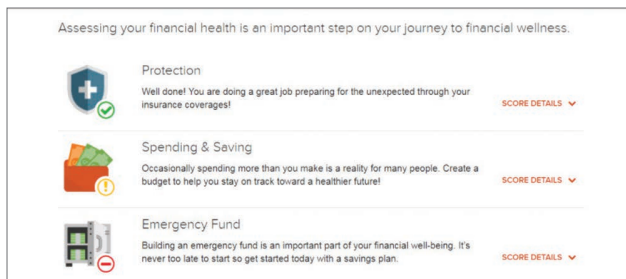 Assessing your financial health is an important step on your journey to financial wellness.
Protection
Well done! You are doing a great job preparing for the unexpected through your
insurance coverages!
SCORE DETAILS
Spending & Saving
Occasionally spending more than you make is a reality for many people. Create a
budget to help you stay on track toward a healthier future!
SCORE DETAILS
Emergency Fund
Building an emergency fund is an important part of your financial well-being. It's
never too late to start so get started today with a savings plan.
SCORE DETAILS